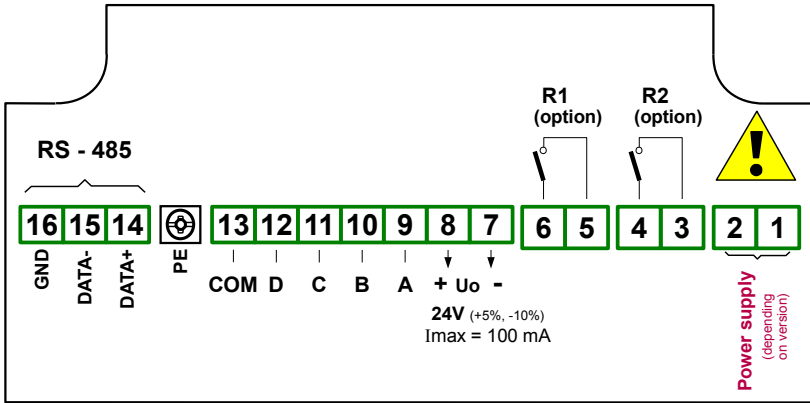 R1
(option)
R2
(option)
!
RS - 485
16 15 14
13 12 11 10 9 8 7
6 5
4 3
2 1
GND
DATA-
DATA+
PE
COM D C B A + Uo -
24V (+5%, -10%)
Imax = 100 mA
Power supply
(depending
on version)